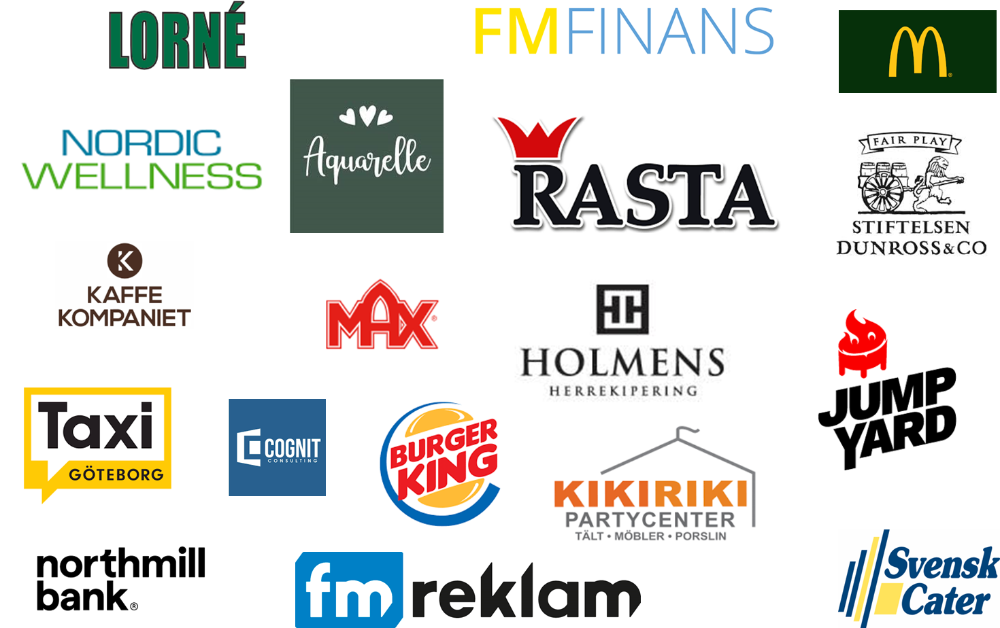 LORNÉ
FMFINANS
M®
NORDIC
WELLNESS
Aquarelle
RASTA
FAIR PLAY
STIFTELSEN
DUNROSS&CO
K
KAFFE
KOMPANIET
MAX®
H
HOLMENS
HERREKIPERING
JUMP
YARD
Taxi
GÖTEBORG
COGNIT
CONSULTING
BURGER
KING
KIKIRIKI
PARTYCENTER
TÄLT • MÖBLER • PORSLIN
northmill
bank®
fm reklam
Svensk
Cater